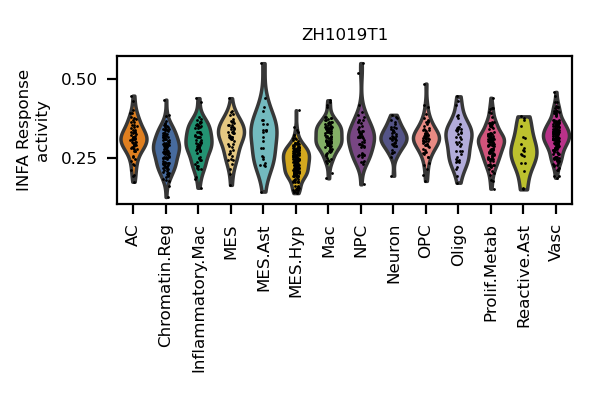 ZH1019T1
INFA Response
activity
0.50
0.25
AC
Chromatin.Reg
Inflammatory.Mac
MES
MES.Ast
MES.Hyp
Mac
NPC
Neuron
OPC
Oligo
Prolif.Metab
Reactive.Ast
Vasc